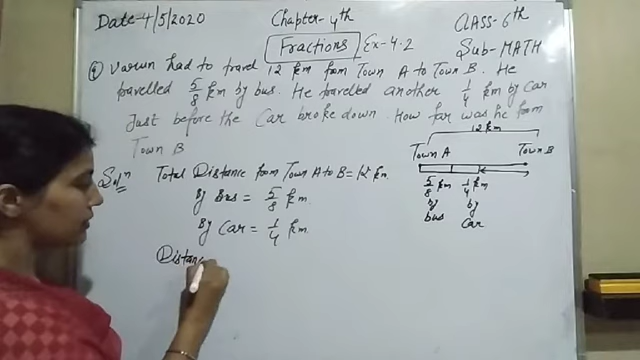 Date-4/5/2020 Chapter-4th CLASS-6th
Fractions Ex-4.2 Sub-MATH
Q Varun had to travel 12 km from Town A to Town B. He
travelled 5/8 km by bus. He travelled another 1/4 km by Car
Just before the Car broke down. How far was he from
Town B
12 km
Town A Town B
5/8 km 1/4 km
by by
bus Car
Solⁿ Total Distance from Town A to B = 12 km.
By Bus = 5/8 km.
By Car = 1/4 km.
Distanc